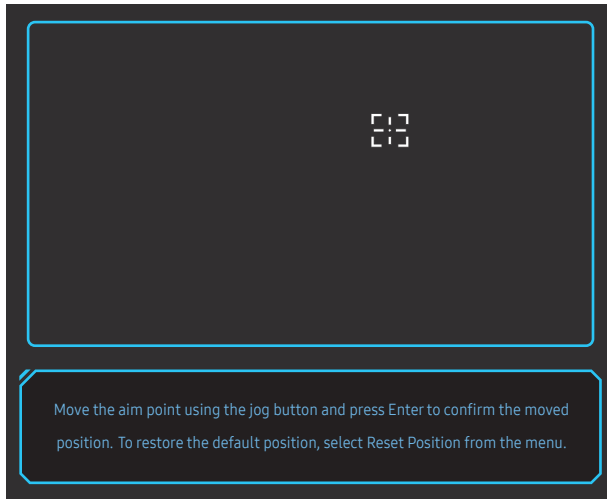 Move the aim point using the jog button and press Enter to confirm the moved
position. To restore the default position, select Reset Position from the menu.